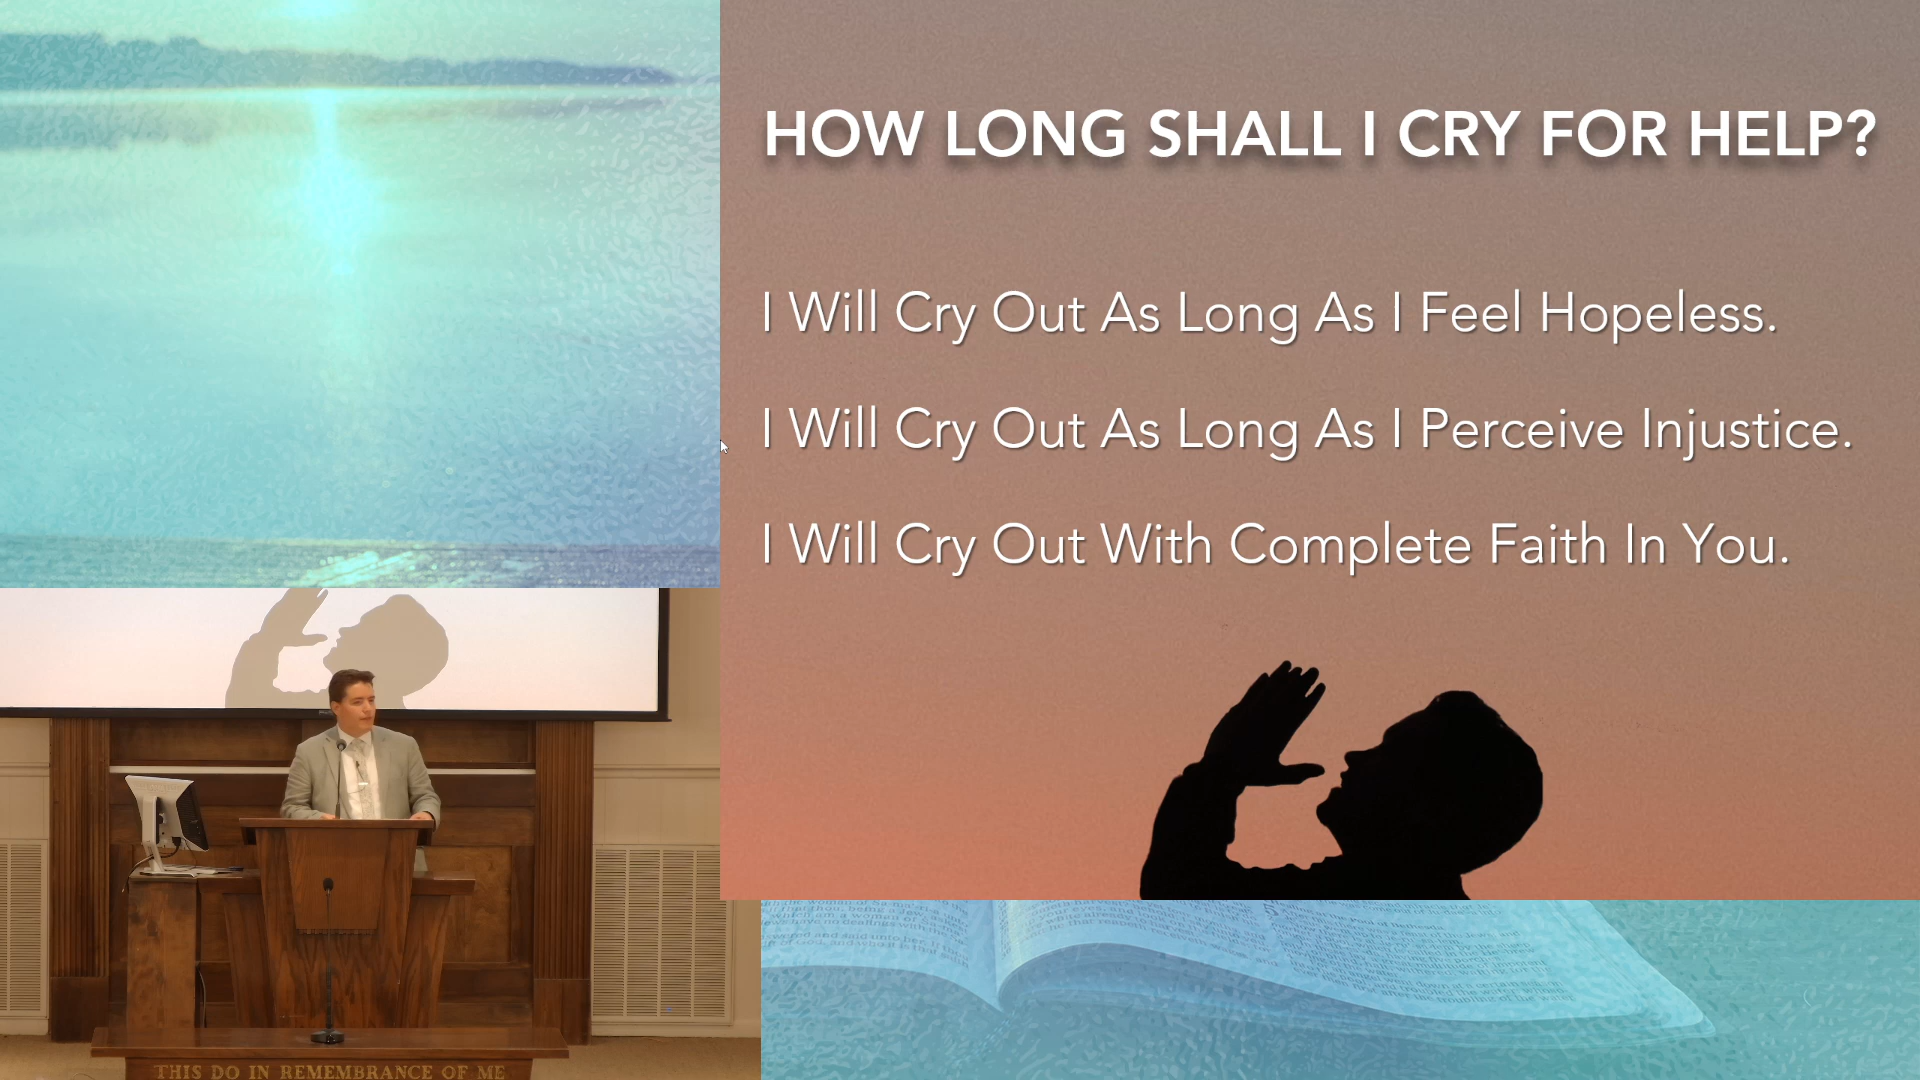 HOW LONG SHALL I CRY FOR HELP?
I Will Cry Out As Long As I Feel Hopeless.
I Will Cry Out As Long As I Perceive Injustice.
I Will Cry Out With Complete Faith In You.
THIS DO IN REMEMBRANCE OF ME